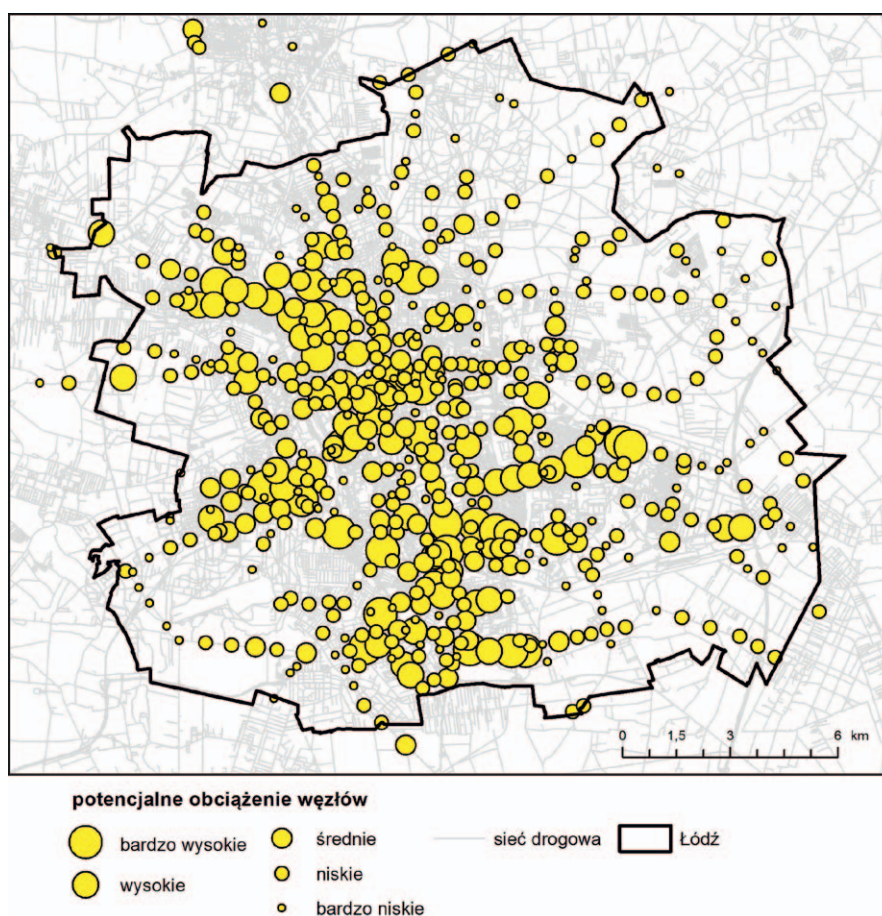 0 1,5 3 6 km
potencjalne obciążenie węzłów
bardzo wysokie średnie sieć drogowa Łódź
wysokie niskie
bardzo niskie